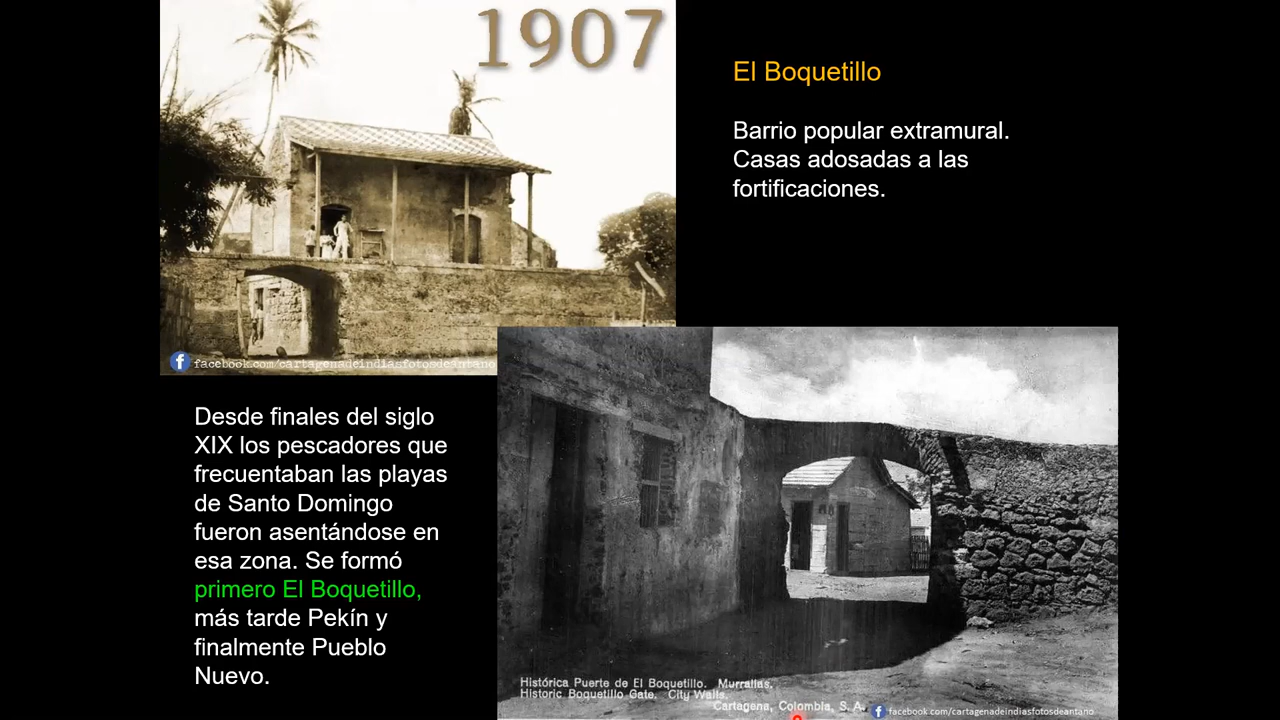 1907
El Boquetillo
Barrio popular extramural.
Casas adosadas a las
fortificaciones.
facebook.com/cartagenadeindiasfotosdeantano
Desde finales del siglo
XIX los pescadores que
frecuentaban las playas
de Santo Domingo
fueron asentándose en
esa zona. Se formó
primero El Boquetillo,
más tarde Pekín y
finalmente Pueblo
Nuevo.
Histórica Puerte de El Boquetillo. Murallas.
Historic Boquetillo Gate. City Walls.
Cartagena, Colombia, S. A.
facebook.com/cartagenadeindiasfotosdeantano